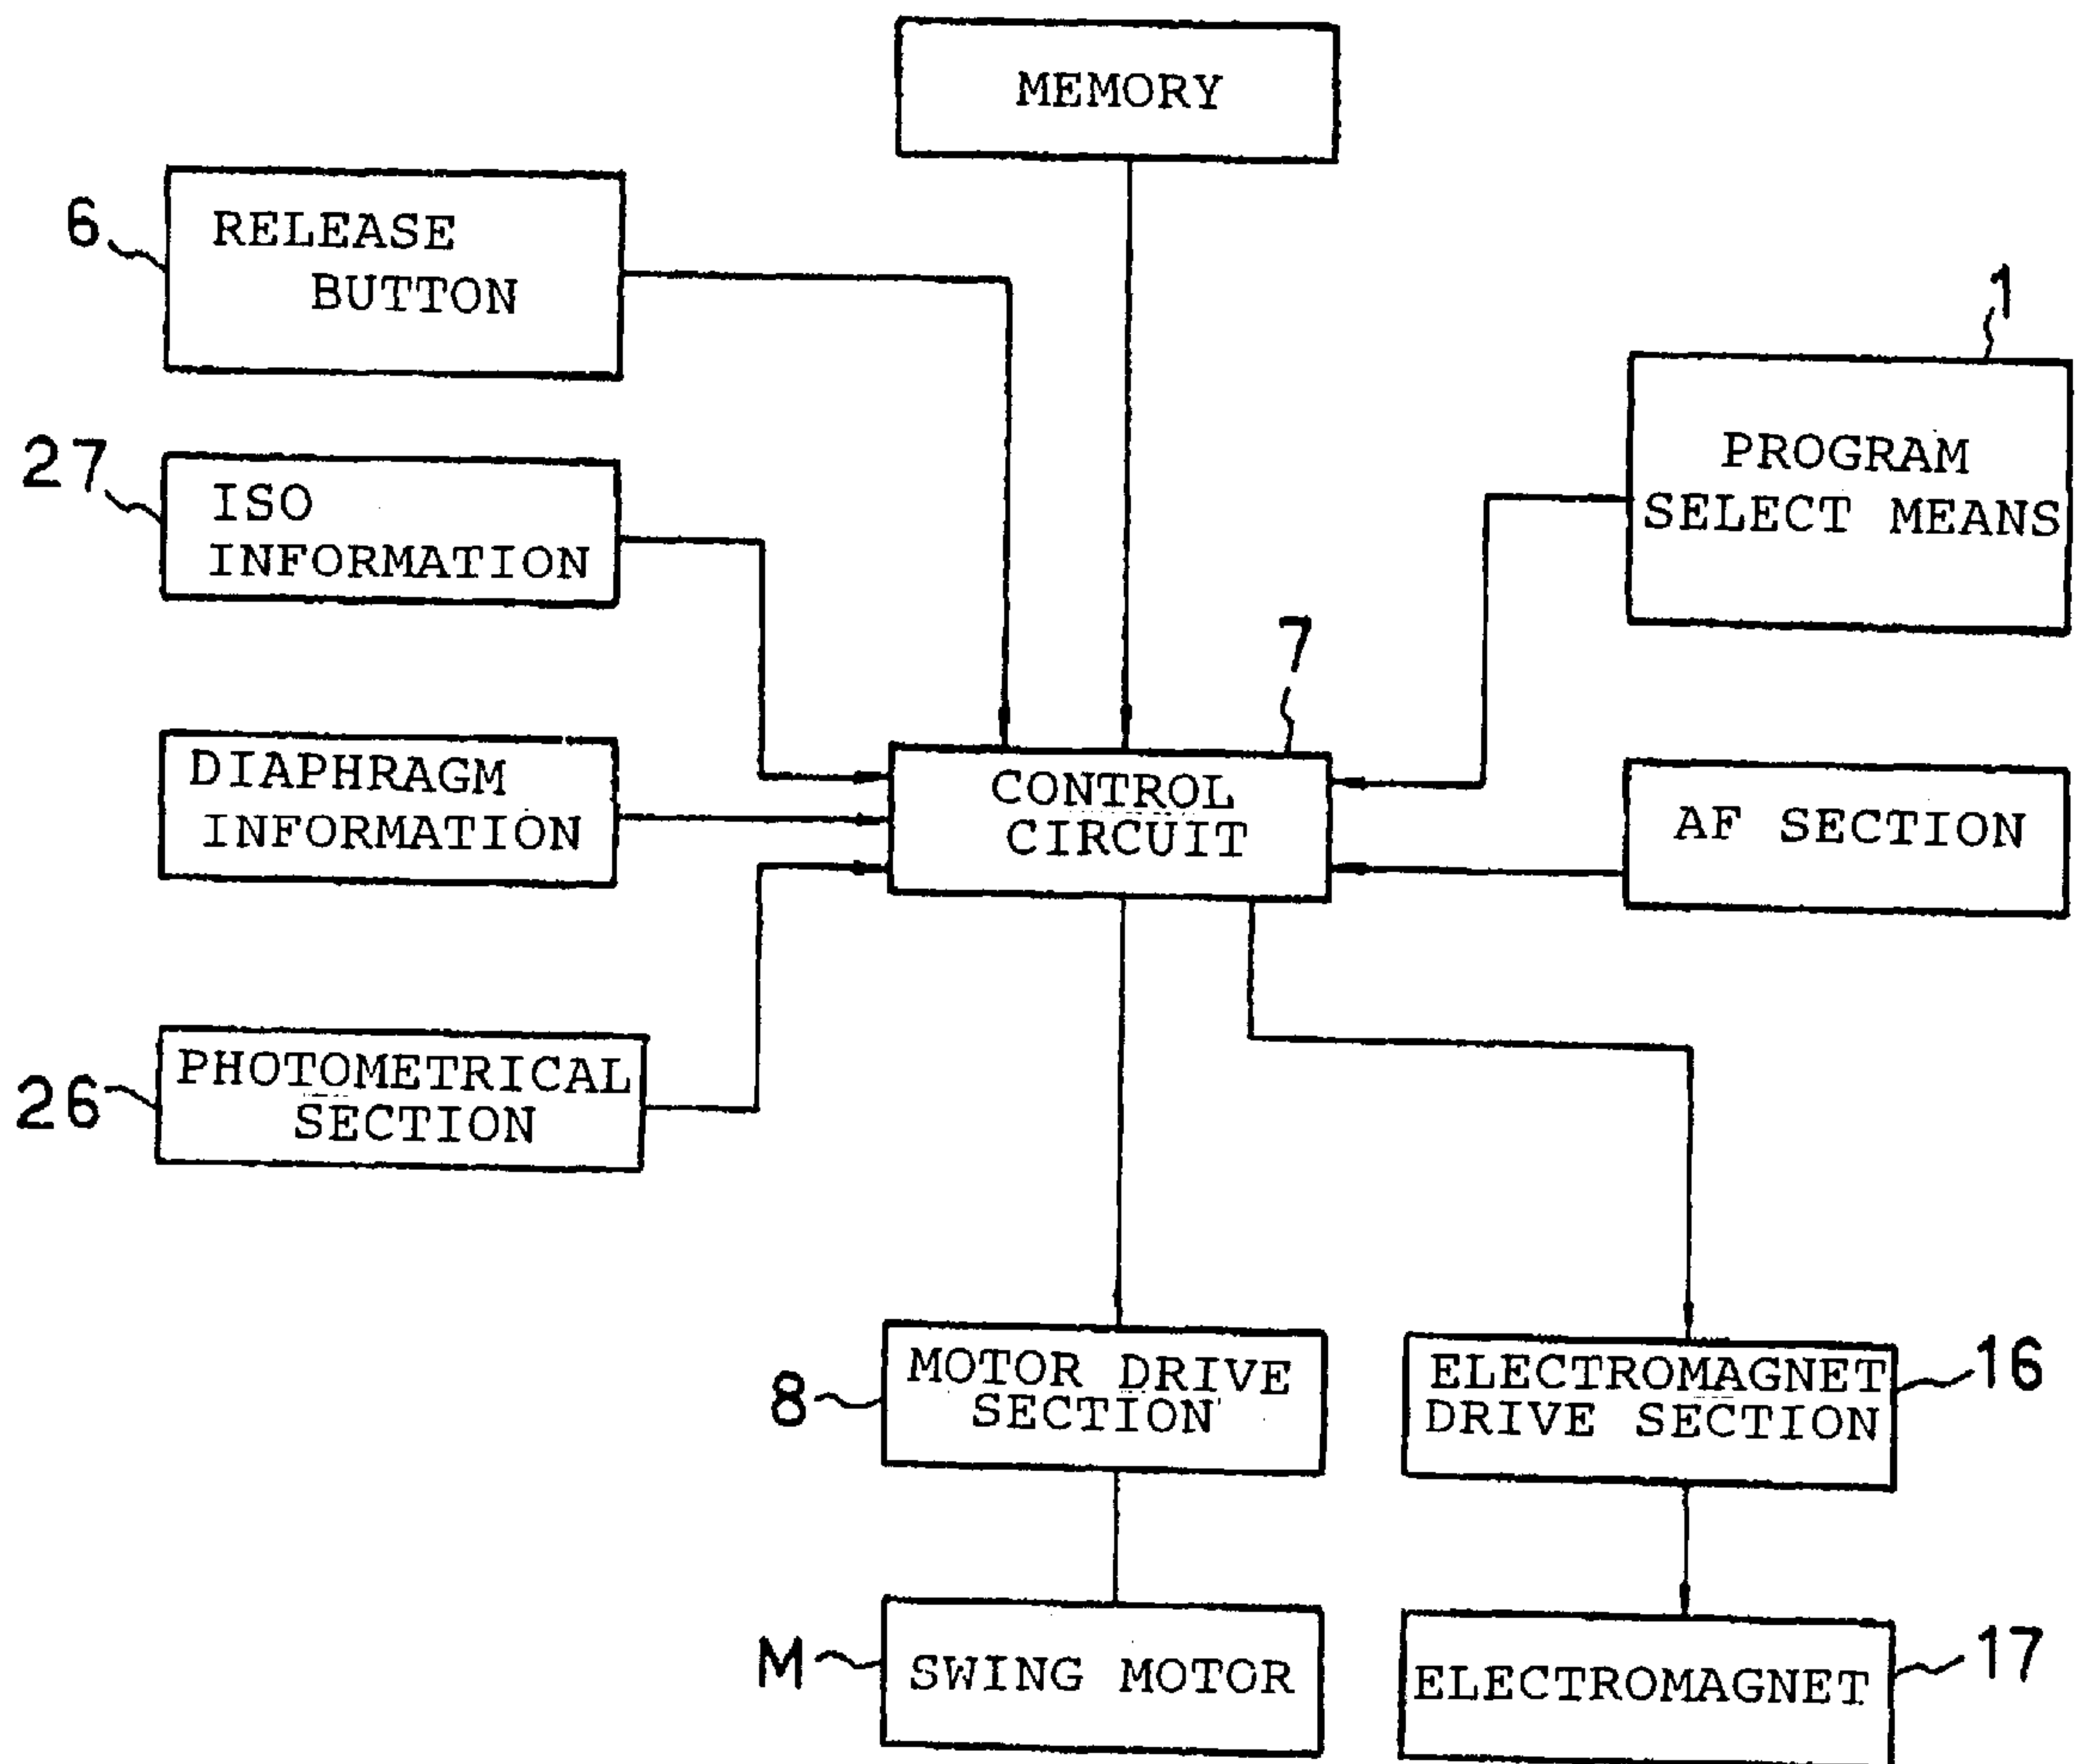 MEMORY
6
RELEASE
BUTTON
1
27
ISO
INFORMATION
PROGRAM
SELECT MEANS
7
DIAPHRAGM
INFORMATION
CONTROL
CIRCUIT
AF SECTION
26
PHOTOMETRICAL
SECTION
8
MOTOR DRIVE
SECTION
ELECTROMAGNET
DRIVE SECTION
16
M
SWING MOTOR
ELECTROMAGNET
17